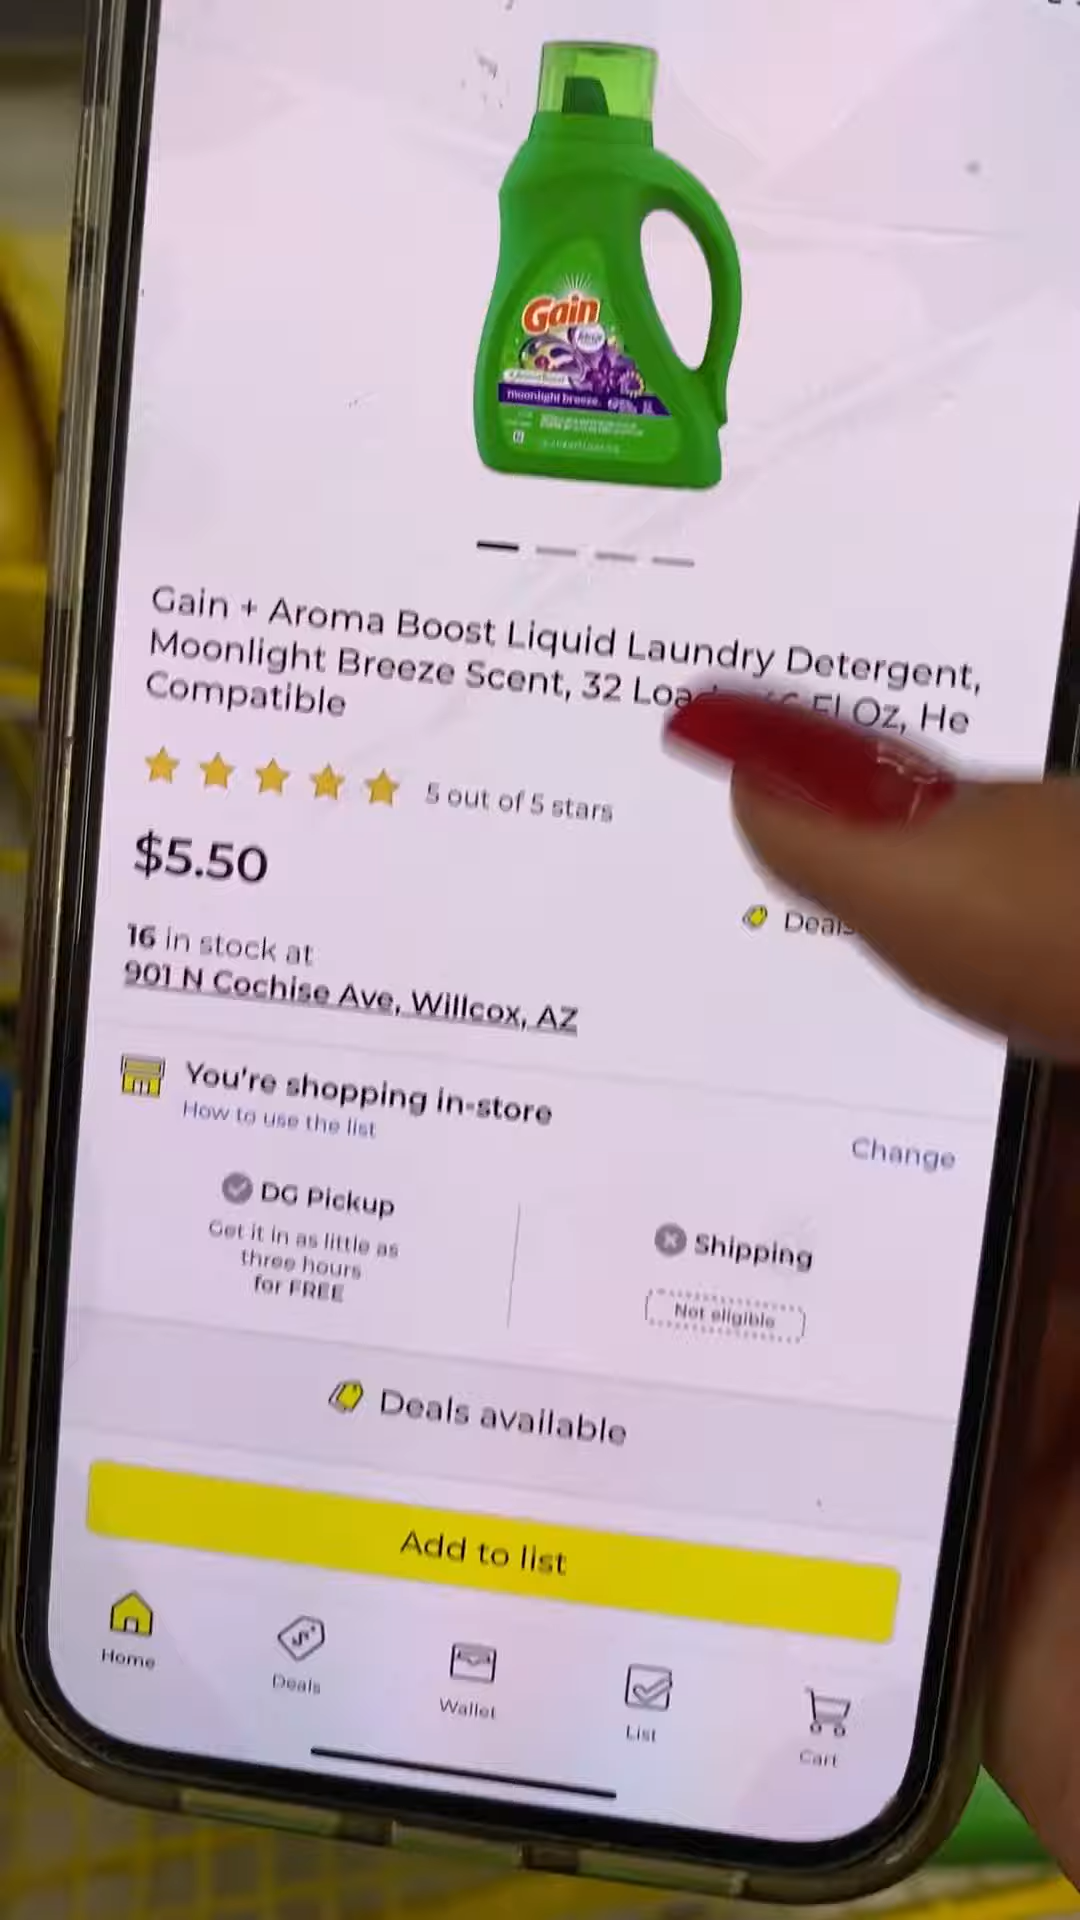 Gain
moonlight breeze
Gain + Aroma Boost Liquid Laundry Detergent,
Moonlight Breeze Scent, 32 Fl Oz, He
Compatible
5 out of 5 stars
$5.50
Deals
16 in stock at
901 N Cochise Ave, Willcox, AZ
You're shopping in-store
How to use the list
Change
DG Pickup
Get it in as little as
three hours
for FREE
Shipping
Not eligible
Deals available
Add to list
Home
Deals
Wallet
List
Cart